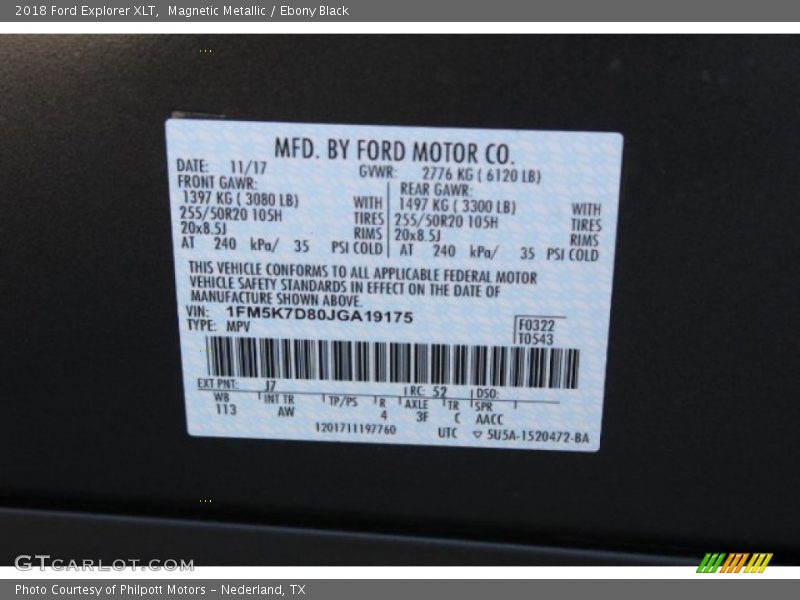 2018 Ford Explorer XLT, Magnetic Metallic / Ebony Black
MFD. BY FORD MOTOR CO.
DATE: 11/17 GVWR: 2776 KG ( 6120 LB)
FRONT GAWR: REAR GAWR:
1397 KG ( 3080 LB) WITH 1497 KG ( 3300 LB) WITH
255/50R20 105H TIRES 255/50R20 105H TIRES
20x8.5J RIMS 20x8.5J RIMS
AT 240 kPa/ 35 PSI COLD AT 240 kPa/ 35 PSI COLD
THIS VEHICLE CONFORMS TO ALL APPLICABLE FEDERAL MOTOR
VEHICLE SAFETY STANDARDS IN EFFECT ON THE DATE OF
MANUFACTURE SHOWN ABOVE.
VIN: 1FM5K7D80JGA19175
TYPE: MPV
F0322
T0543
EXT PNT: J7 RC: 52 DSO:
WB INT TR TP/PS R AXLE TR SPR
113 AW 4 3F C AACC
1201711197760 UTC ▽ 5U5A-1520472-BA
GTCARLOT.COM
Photo Courtesy of Philpott Motors – Nederland, TX